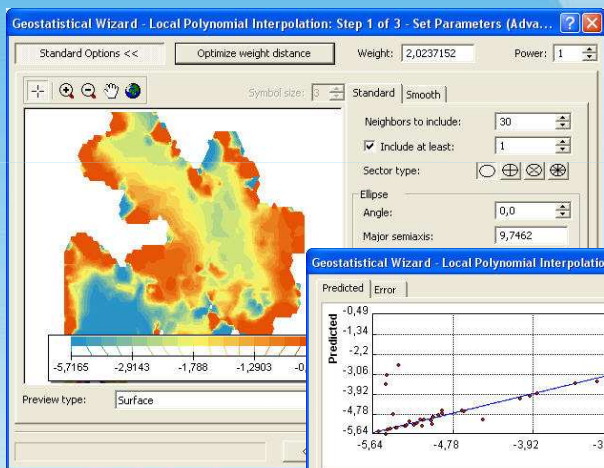 Geostatistical Wizard - Local Polynomial Interpolation: Step 1 of 3 - Set Parameters (Adva...
Standard Options << Optimize weight distance Weight: 2,0237152 Power: 1
Symbol size: 3 Standard Smooth
Neighbors to include: 30
Include at least: 1
Sector type:
Ellipse
Angle: 0,0
Major semiaxis: 9,7462
-5,7165 -2,9143 -1,788 -1,2903 -0,
Preview type: Surface
Geostatistical Wizard - Local Polynomial Interpolatio
Predicted Error
Predicted
-0,49
-1,34
-2,2
-3,06
-3,92
-4,78
-5,64
-5,64 -4,78 -3,92 -3